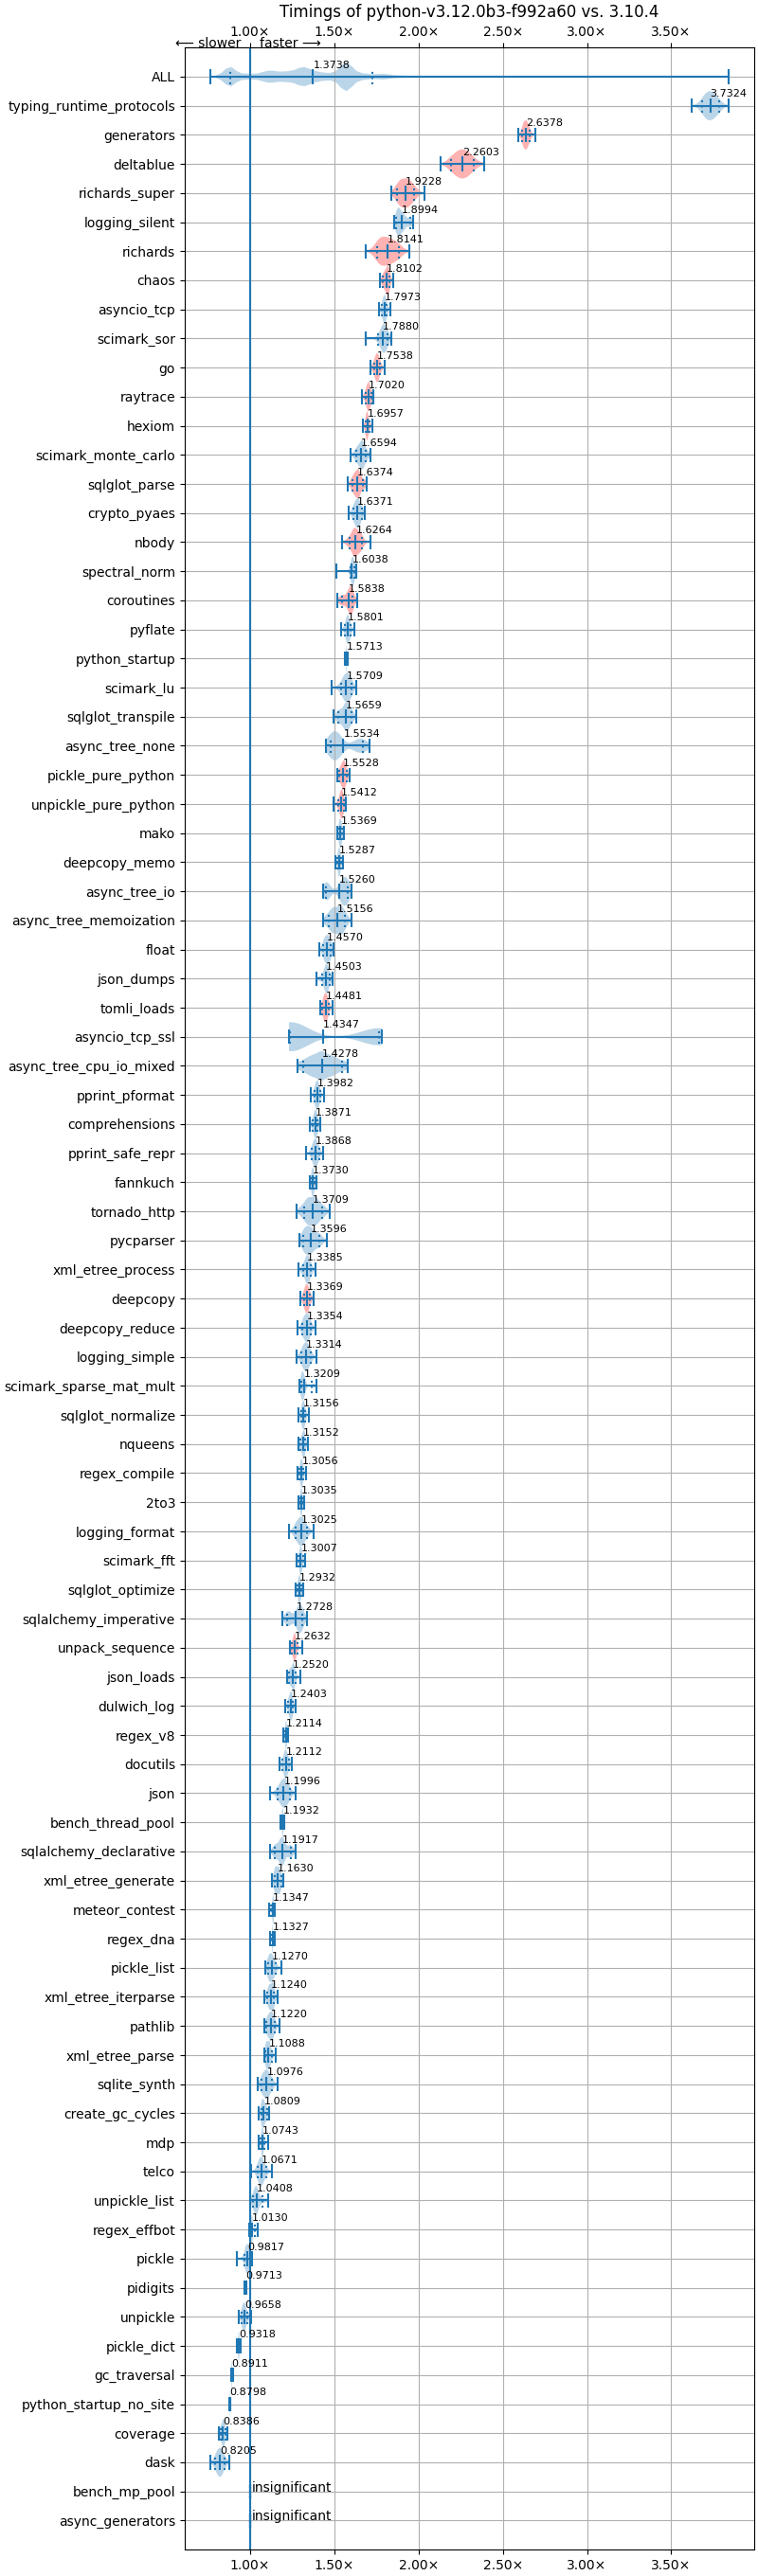 Timings of python-v3.12.0b3-f992a60 vs. 3.10.4
1.00× 1.50× 2.00× 2.50× 3.00× 3.50×
⟵ slower faster ⟶
ALL 1.3738
typing_runtime_protocols 3.7324
generators 2.6378
deltablue 2.2603
richards_super 1.9228
logging_silent 1.8994
richards 1.8141
chaos 1.8102
asyncio_tcp 1.7973
scimark_sor 1.7880
go 1.7538
raytrace 1.7020
hexiom 1.6957
scimark_monte_carlo 1.6594
sqlglot_parse 1.6374
crypto_pyaes 1.6371
nbody 1.6264
spectral_norm 1.6038
coroutines 1.5838
pyflate 1.5801
python_startup 1.5713
scimark_lu 1.5709
sqlglot_transpile 1.5659
async_tree_none 1.5534
pickle_pure_python 1.5528
unpickle_pure_python 1.5412
mako 1.5369
deepcopy_memo 1.5287
async_tree_io 1.5260
async_tree_memoization 1.5156
float 1.4570
json_dumps 1.4503
tomli_loads 1.4481
asyncio_tcp_ssl 1.4347
async_tree_cpu_io_mixed 1.4278
pprint_pformat 1.3982
comprehensions 1.3871
pprint_safe_repr 1.3868
fannkuch 1.3730
tornado_http 1.3709
pycparser 1.3596
xml_etree_process 1.3385
deepcopy 1.3369
deepcopy_reduce 1.3354
logging_simple 1.3314
scimark_sparse_mat_mult 1.3209
sqlglot_normalize 1.3156
nqueens 1.3152
regex_compile 1.3056
2to3 1.3035
logging_format 1.3025
scimark_fft 1.3007
sqlglot_optimize 1.2932
sqlalchemy_imperative 1.2728
unpack_sequence 1.2632
json_loads 1.2520
dulwich_log 1.2403
regex_v8 1.2114
docutils 1.2112
json 1.1996
bench_thread_pool 1.1932
sqlalchemy_declarative 1.1917
xml_etree_generate 1.1630
meteor_contest 1.1347
regex_dna 1.1327
pickle_list 1.1270
xml_etree_iterparse 1.1240
pathlib 1.1220
xml_etree_parse 1.1088
sqlite_synth 1.0976
create_gc_cycles 1.0809
mdp 1.0743
telco 1.0671
unpickle_list 1.0408
regex_effbot 1.0130
pickle 0.9817
pidigits 0.9713
unpickle 0.9658
pickle_dict 0.9318
gc_traversal 0.8911
python_startup_no_site 0.8798
coverage 0.8386
dask 0.8205
bench_mp_pool insignificant
async_generators insignificant
1.00× 1.50× 2.00× 2.50× 3.00× 3.50×